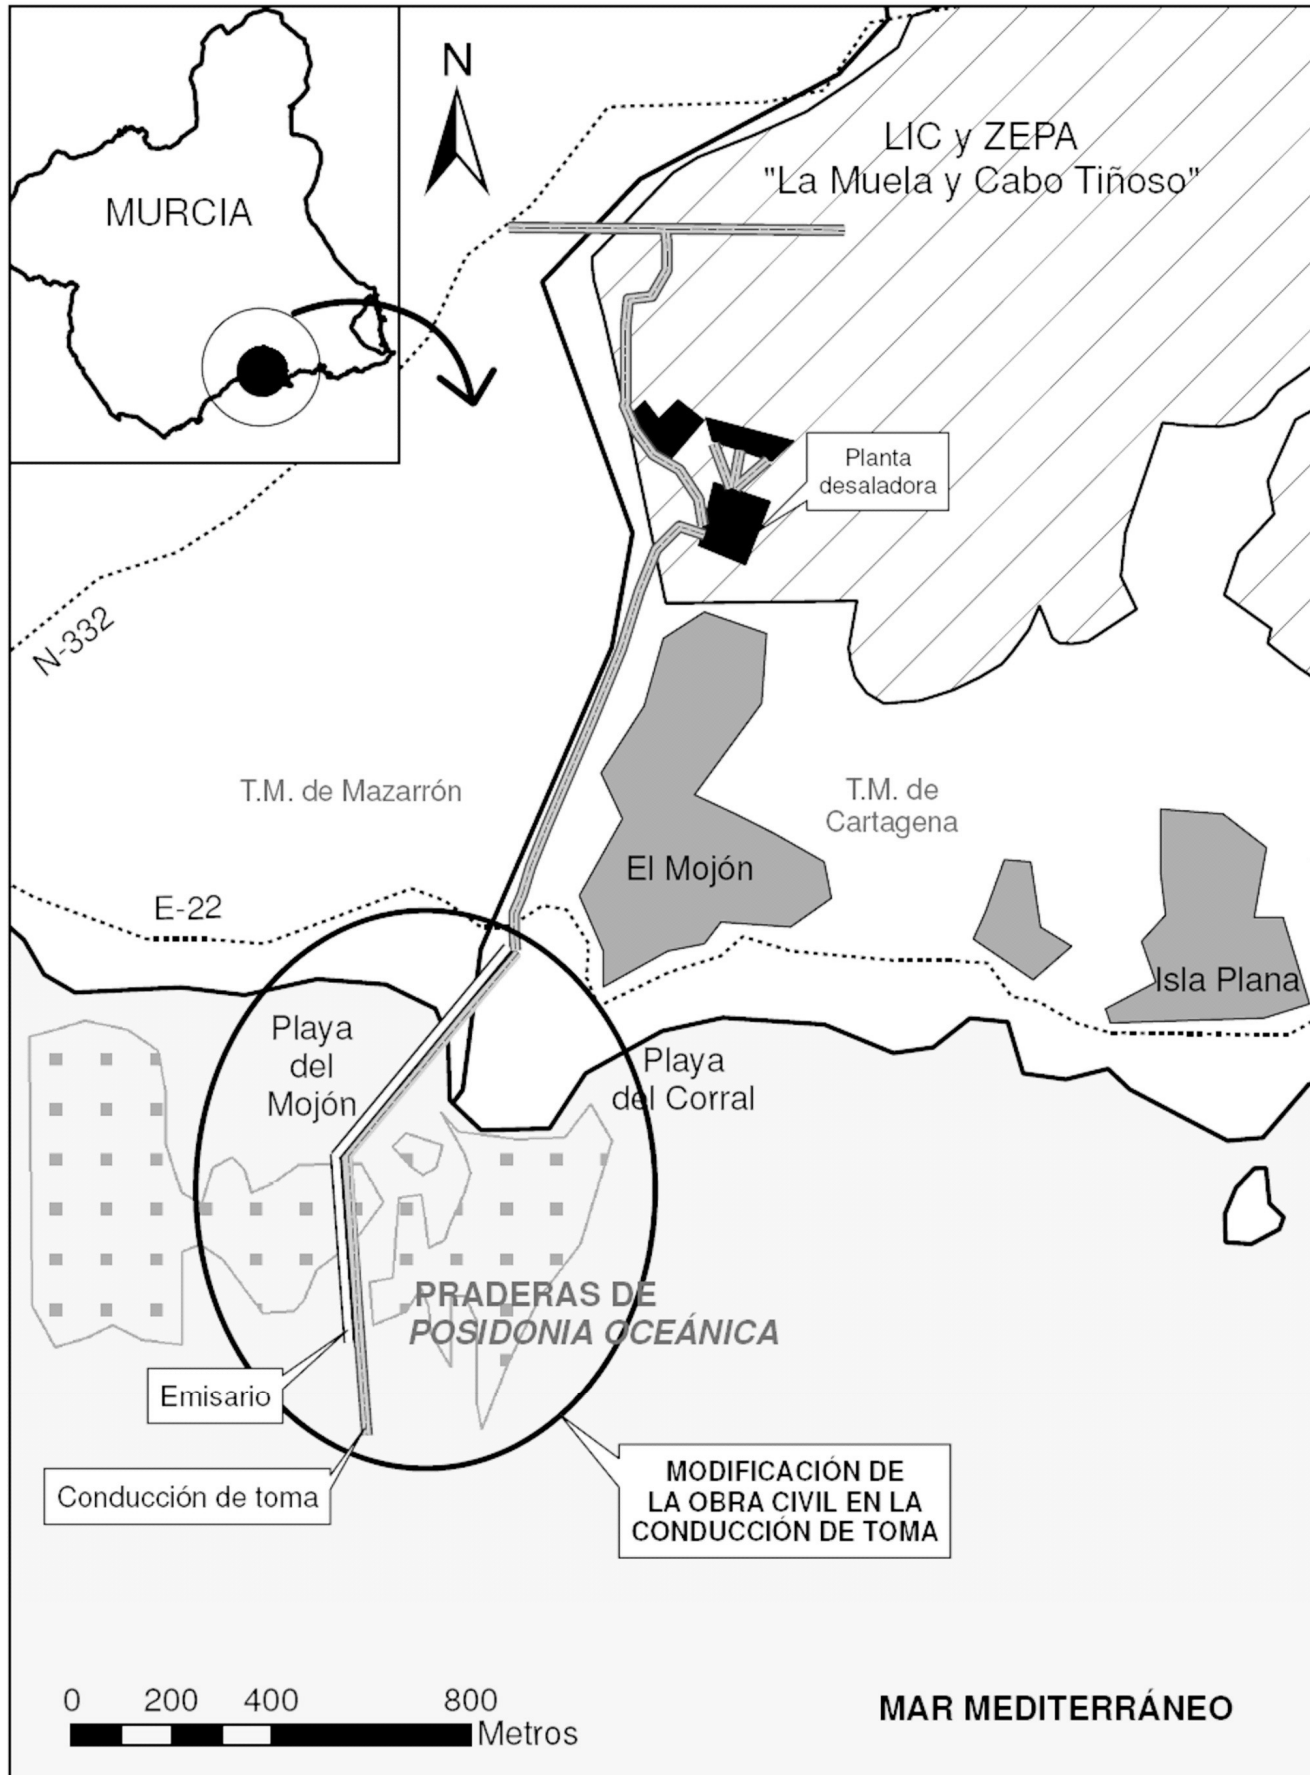 MURCIA
N
LIC y ZEPA
"La Muela y Cabo Tiñoso"
Planta
desaladora
N-332
T.M. de Mazarrón
T.M. de
Cartagena
El Mojón
E-22
Isla Plana
Playa
del
Mojón
Playa
del Corral
PRADERAS DE
POSIDONIA OCEÁNICA
Emisario
Conducción de toma
MODIFICACIÓN DE
LA OBRA CIVIL EN LA
CONDUCCIÓN DE TOMA
0 200 400 800
Metros
MAR MEDITERRÁNEO